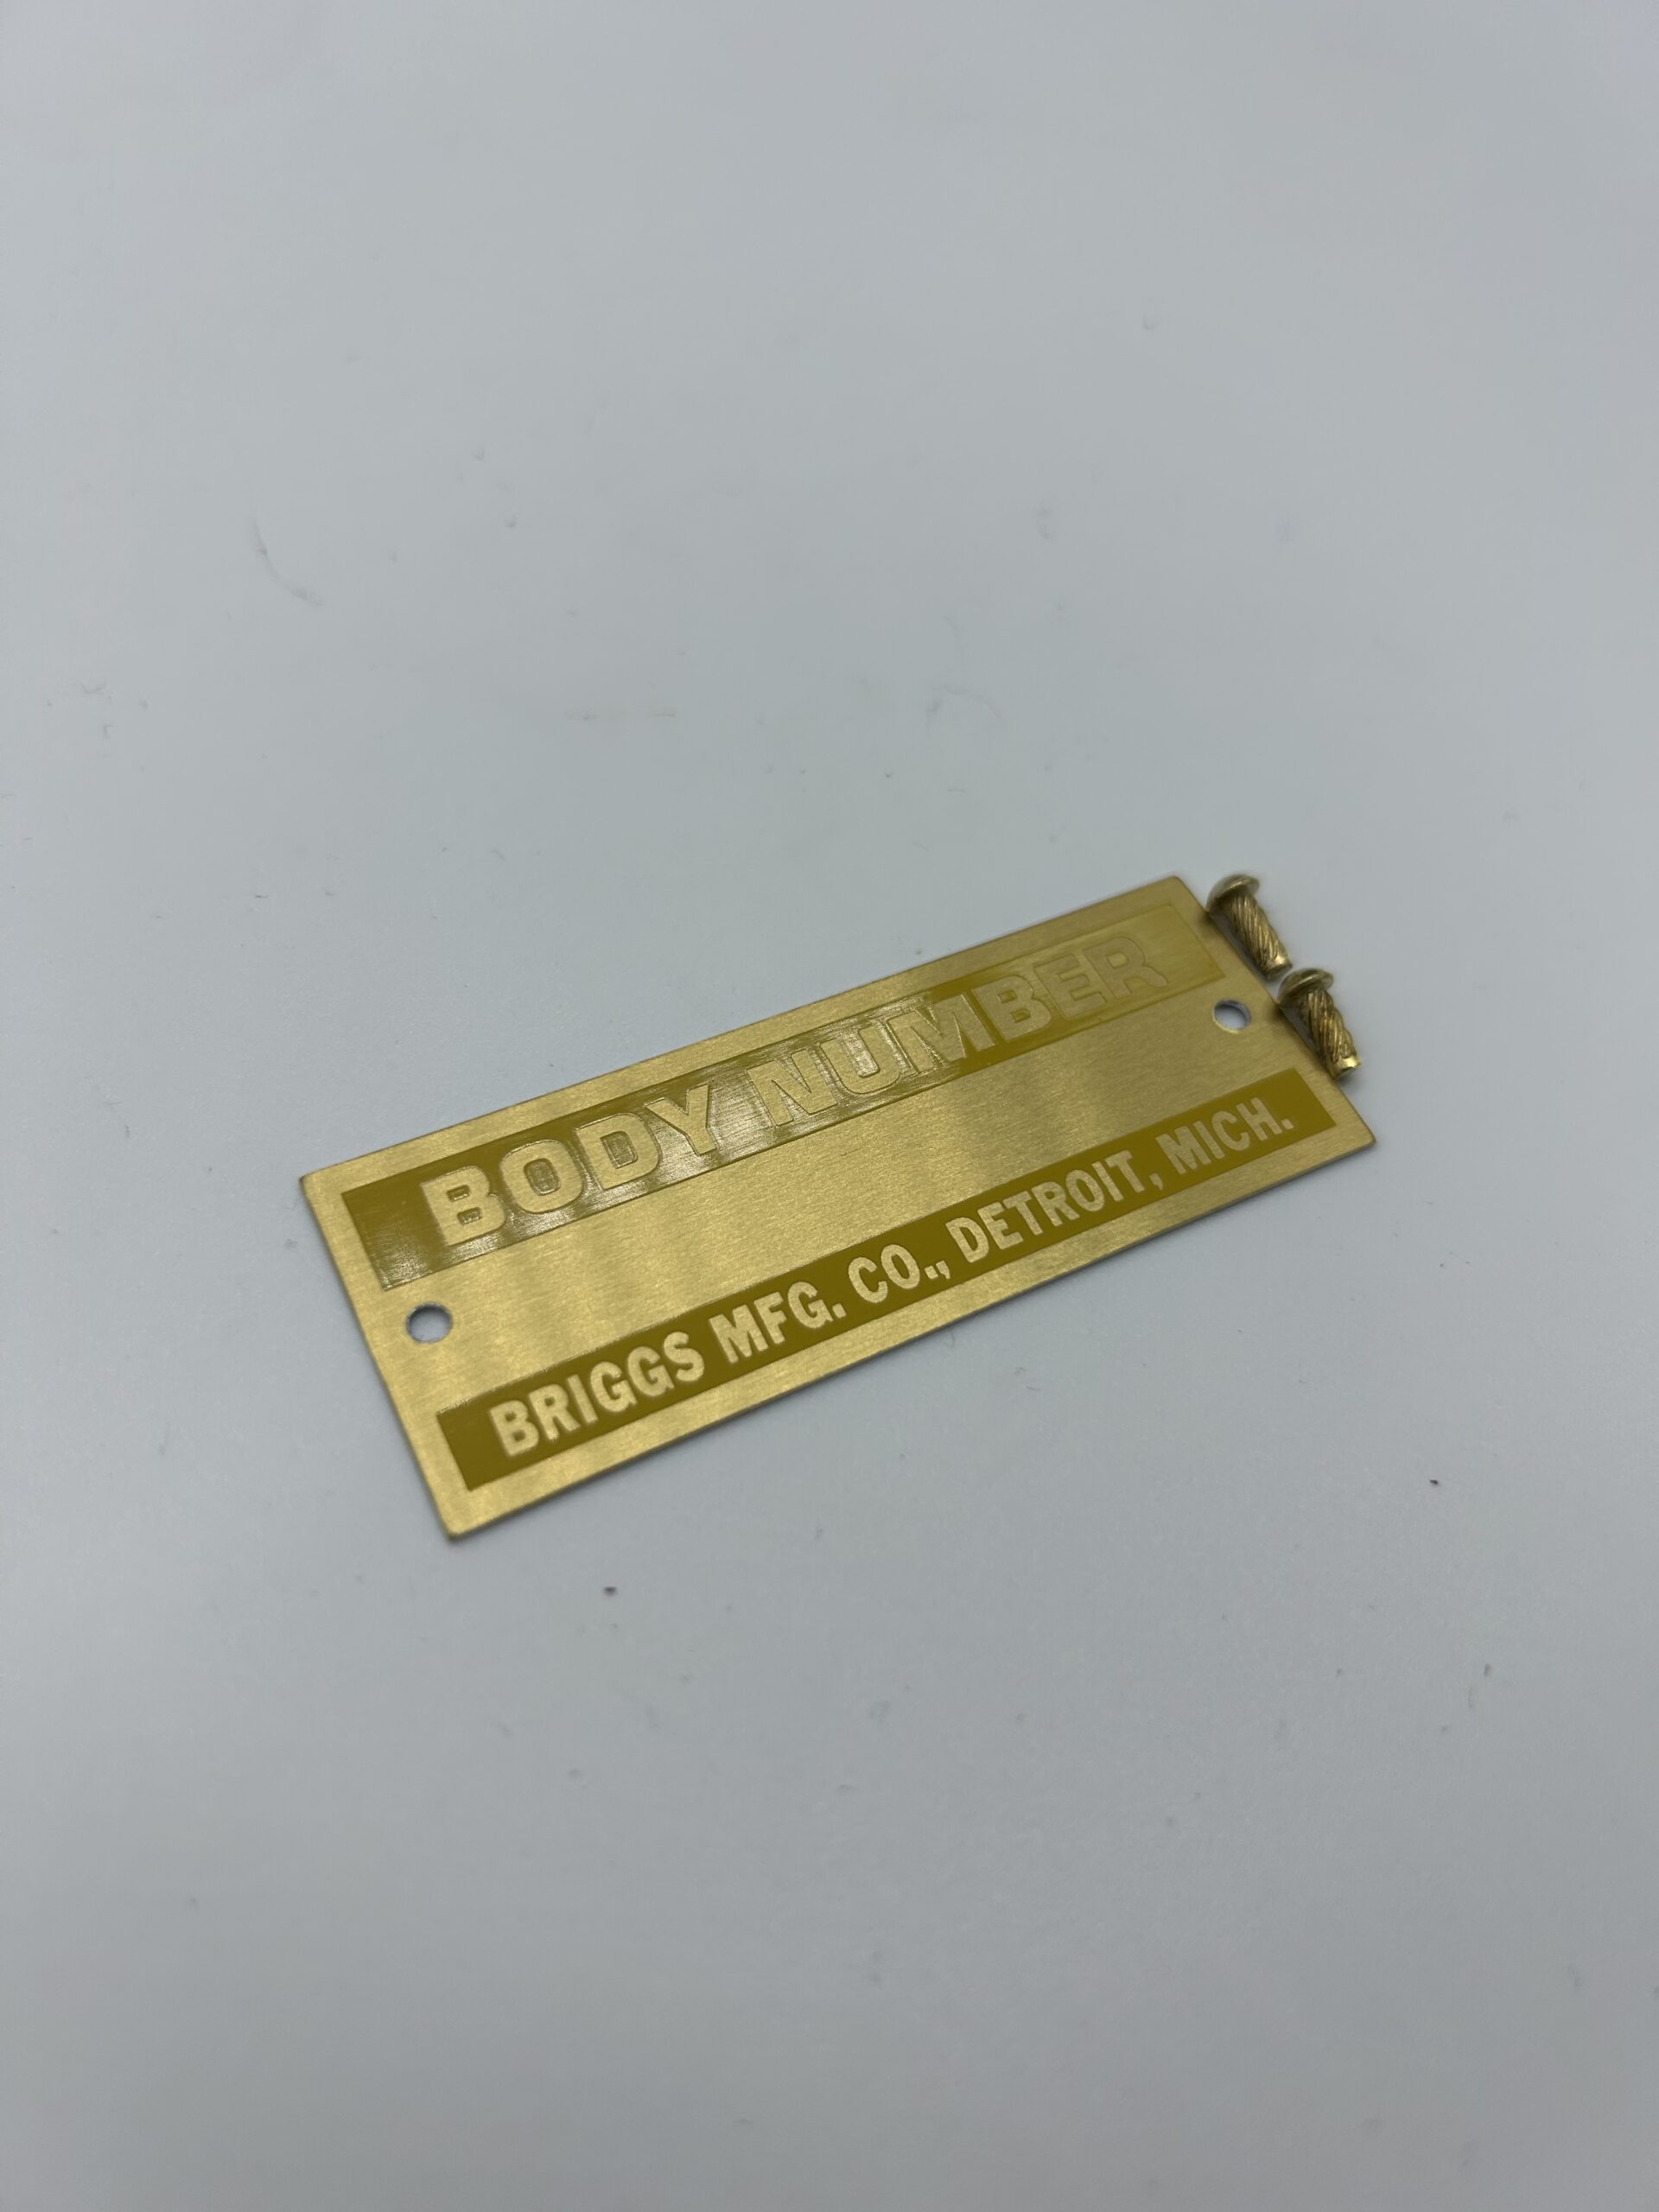 BODY NUMBER
BRIGGS MFG. CO., DETROIT, MICH.